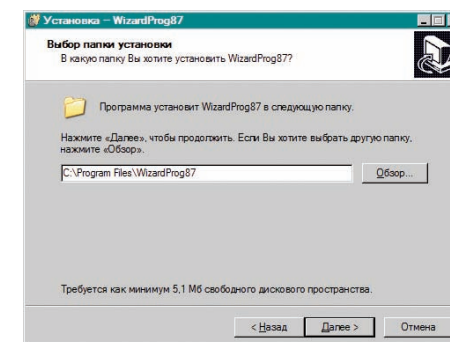 Установка – WizardProg87
Выбор папки установки
В какую папку Вы хотите установить WizardProg87?
Программа установит WizardProg87 в следующую папку.
Нажмите «Далее», чтобы продолжить. Если Вы хотите выбрать другую папку,
нажмите «Обзор».
C:\Program Files\WizardProg87
Обзор...
Требуется как минимум 5,1 Мб свободного дискового пространства.
< Назад
Далее >
Отмена